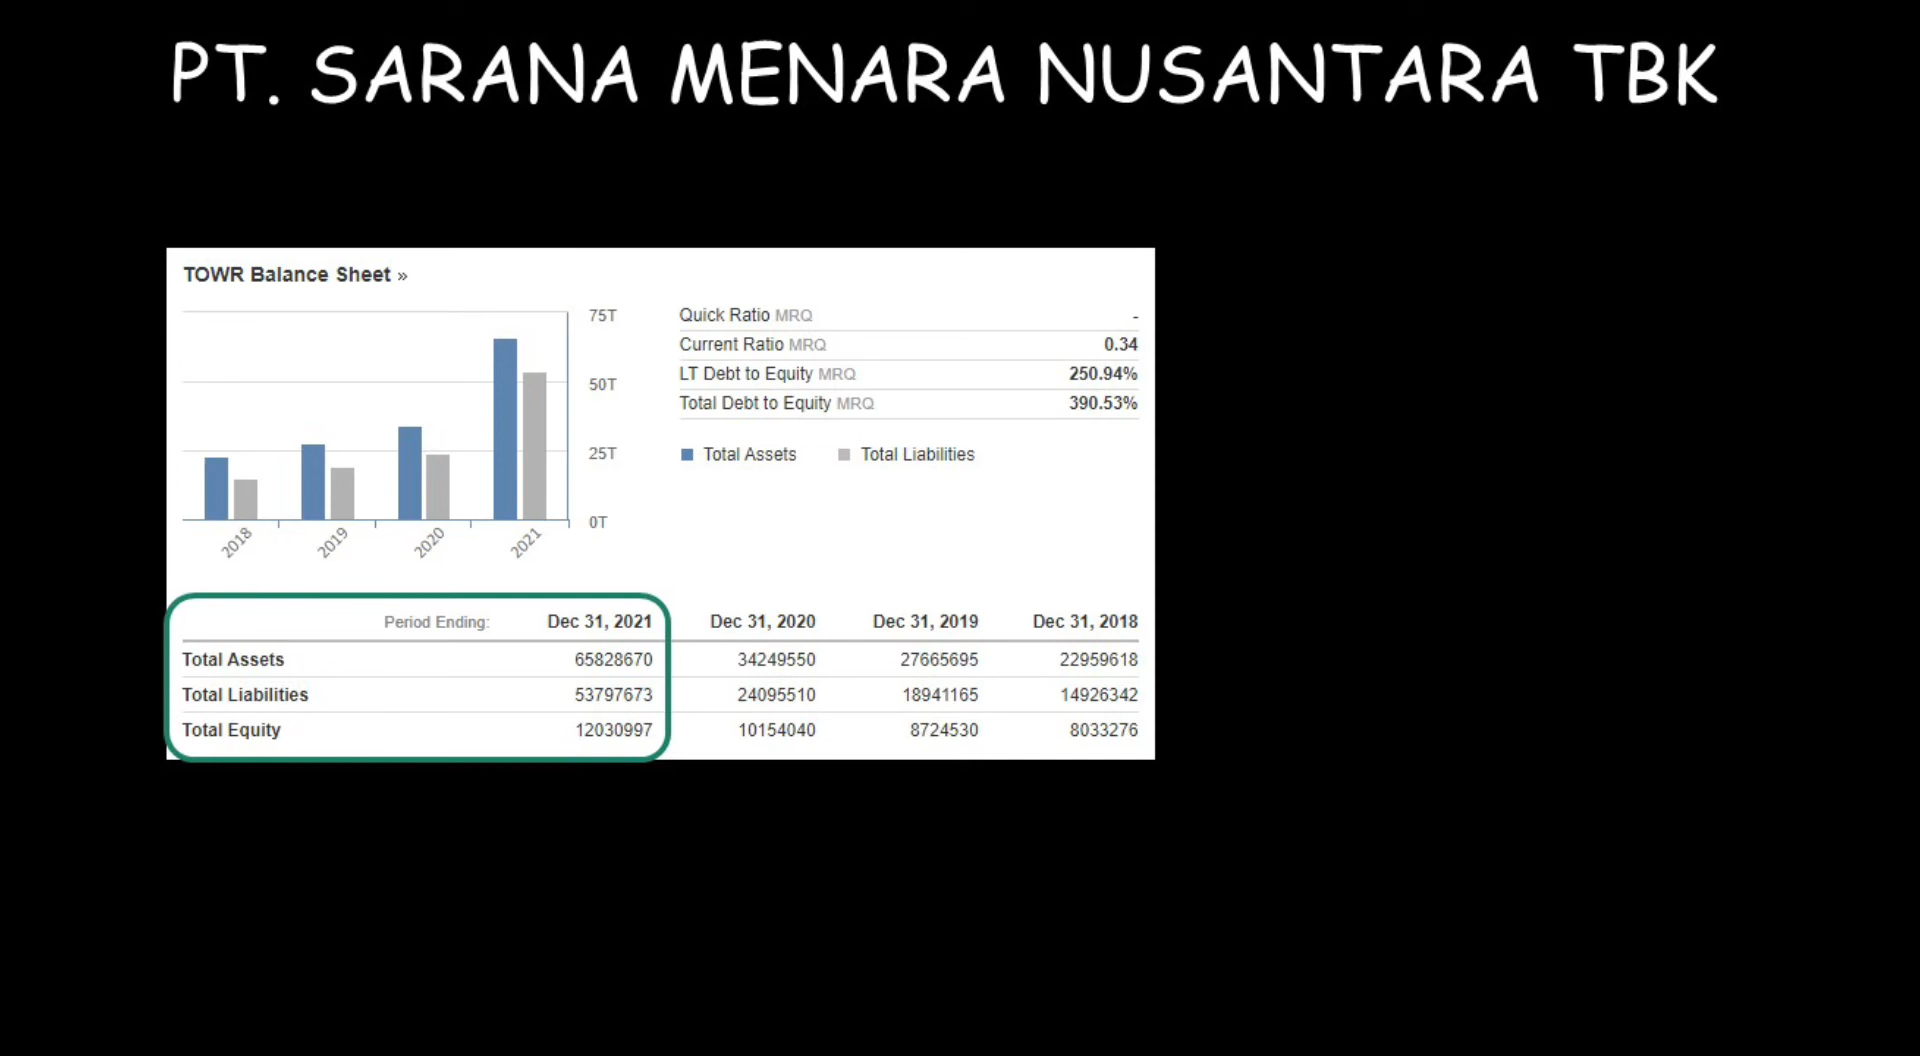 PT. SARANA MENARA NUSANTARA TBK
TOWR Balance Sheet »
75T
50T
25T
0T
2018 2019 2020 2021
Quick Ratio MRQ -
Current Ratio MRQ 0.34
LT Debt to Equity MRQ 250.94%
Total Debt to Equity MRQ 390.53%
Total Assets Total Liabilities
Period Ending: Dec 31, 2021 Dec 31, 2020 Dec 31, 2019 Dec 31, 2018
Total Assets 65828670 34249550 27665695 22959618
Total Liabilities 53797673 24095510 18941165 14926342
Total Equity 12030997 10154040 8724530 8033276